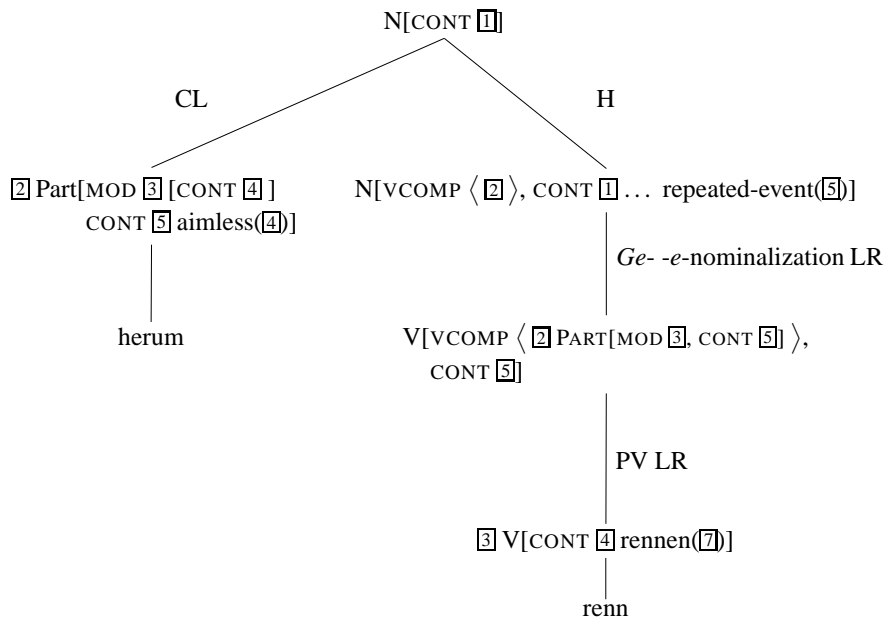 N[CONT 1]
CL
H
2 Part[MOD 3 [CONT 4 ]
CONT 5 aimless(4)]
N[VCOMP ⟨ 2 ⟩, CONT 1 … repeated-event(5)]
Ge- -e-nominalization LR
herum
V[VCOMP ⟨ 2 PART[MOD 3, CONT 5] ⟩,
CONT 5]
PV LR
3 V[CONT 4 rennen(7)]
renn